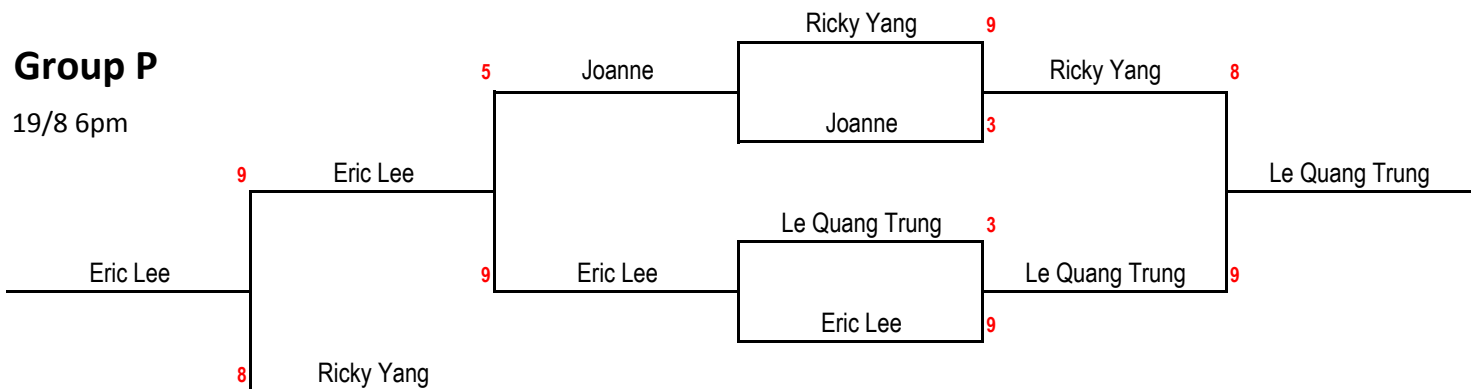 Ricky Yang 9
Group P
5 Joanne
Ricky Yang 8
19/8 6pm
Joanne 3
9 Eric Lee
Le Quang Trung
Le Quang Trung 3
Eric Lee
9 Eric Lee
Le Quang Trung 9
Eric Lee 9
8 Ricky Yang